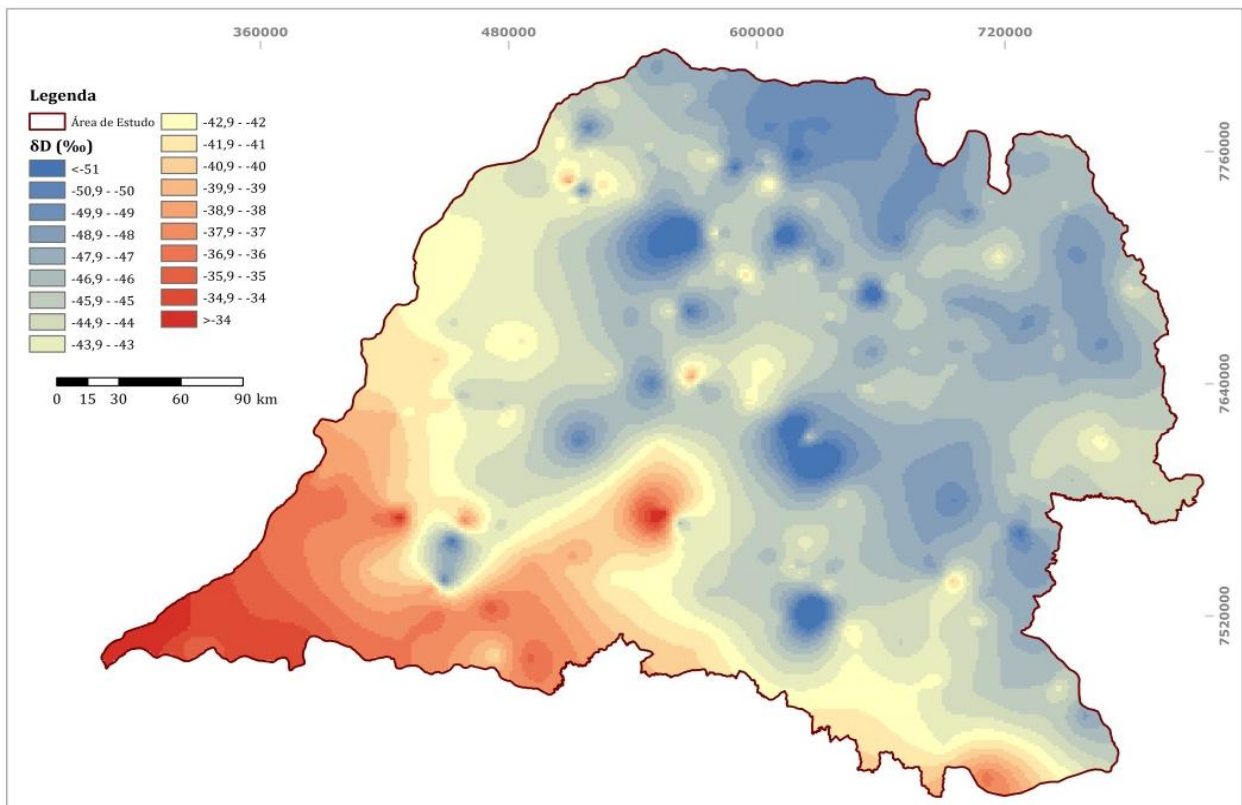 360000 480000 600000 720000
Legenda
Área de Estudo
δD (‰)
<-51
-50,9 - -50
-49,9 - -49
-48,9 - -48
-47,9 - -47
-46,9 - -46
-45,9 - -45
-44,9 - -44
-43,9 - -43
-42,9 - -42
-41,9 - -41
-40,9 - -40
-39,9 - -39
-38,9 - -38
-37,9 - -37
-36,9 - -36
-35,9 - -35
-34,9 - -34
>-34
0 15 30 60 90 km
7760000
7640000
7520000